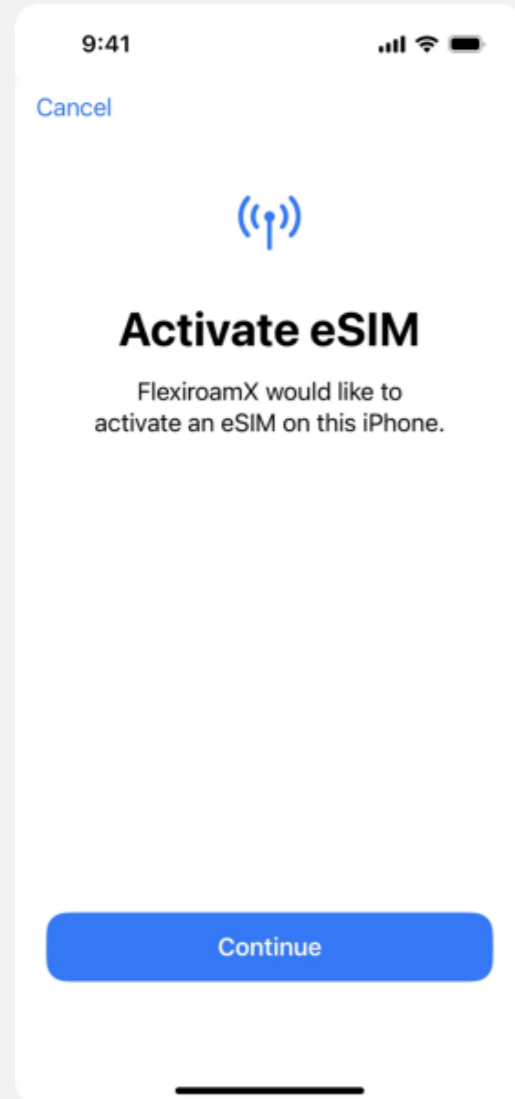 9:41
Cancel
Activate eSIM
FlexiroamX would like to
activate an eSIM on this iPhone.
Continue